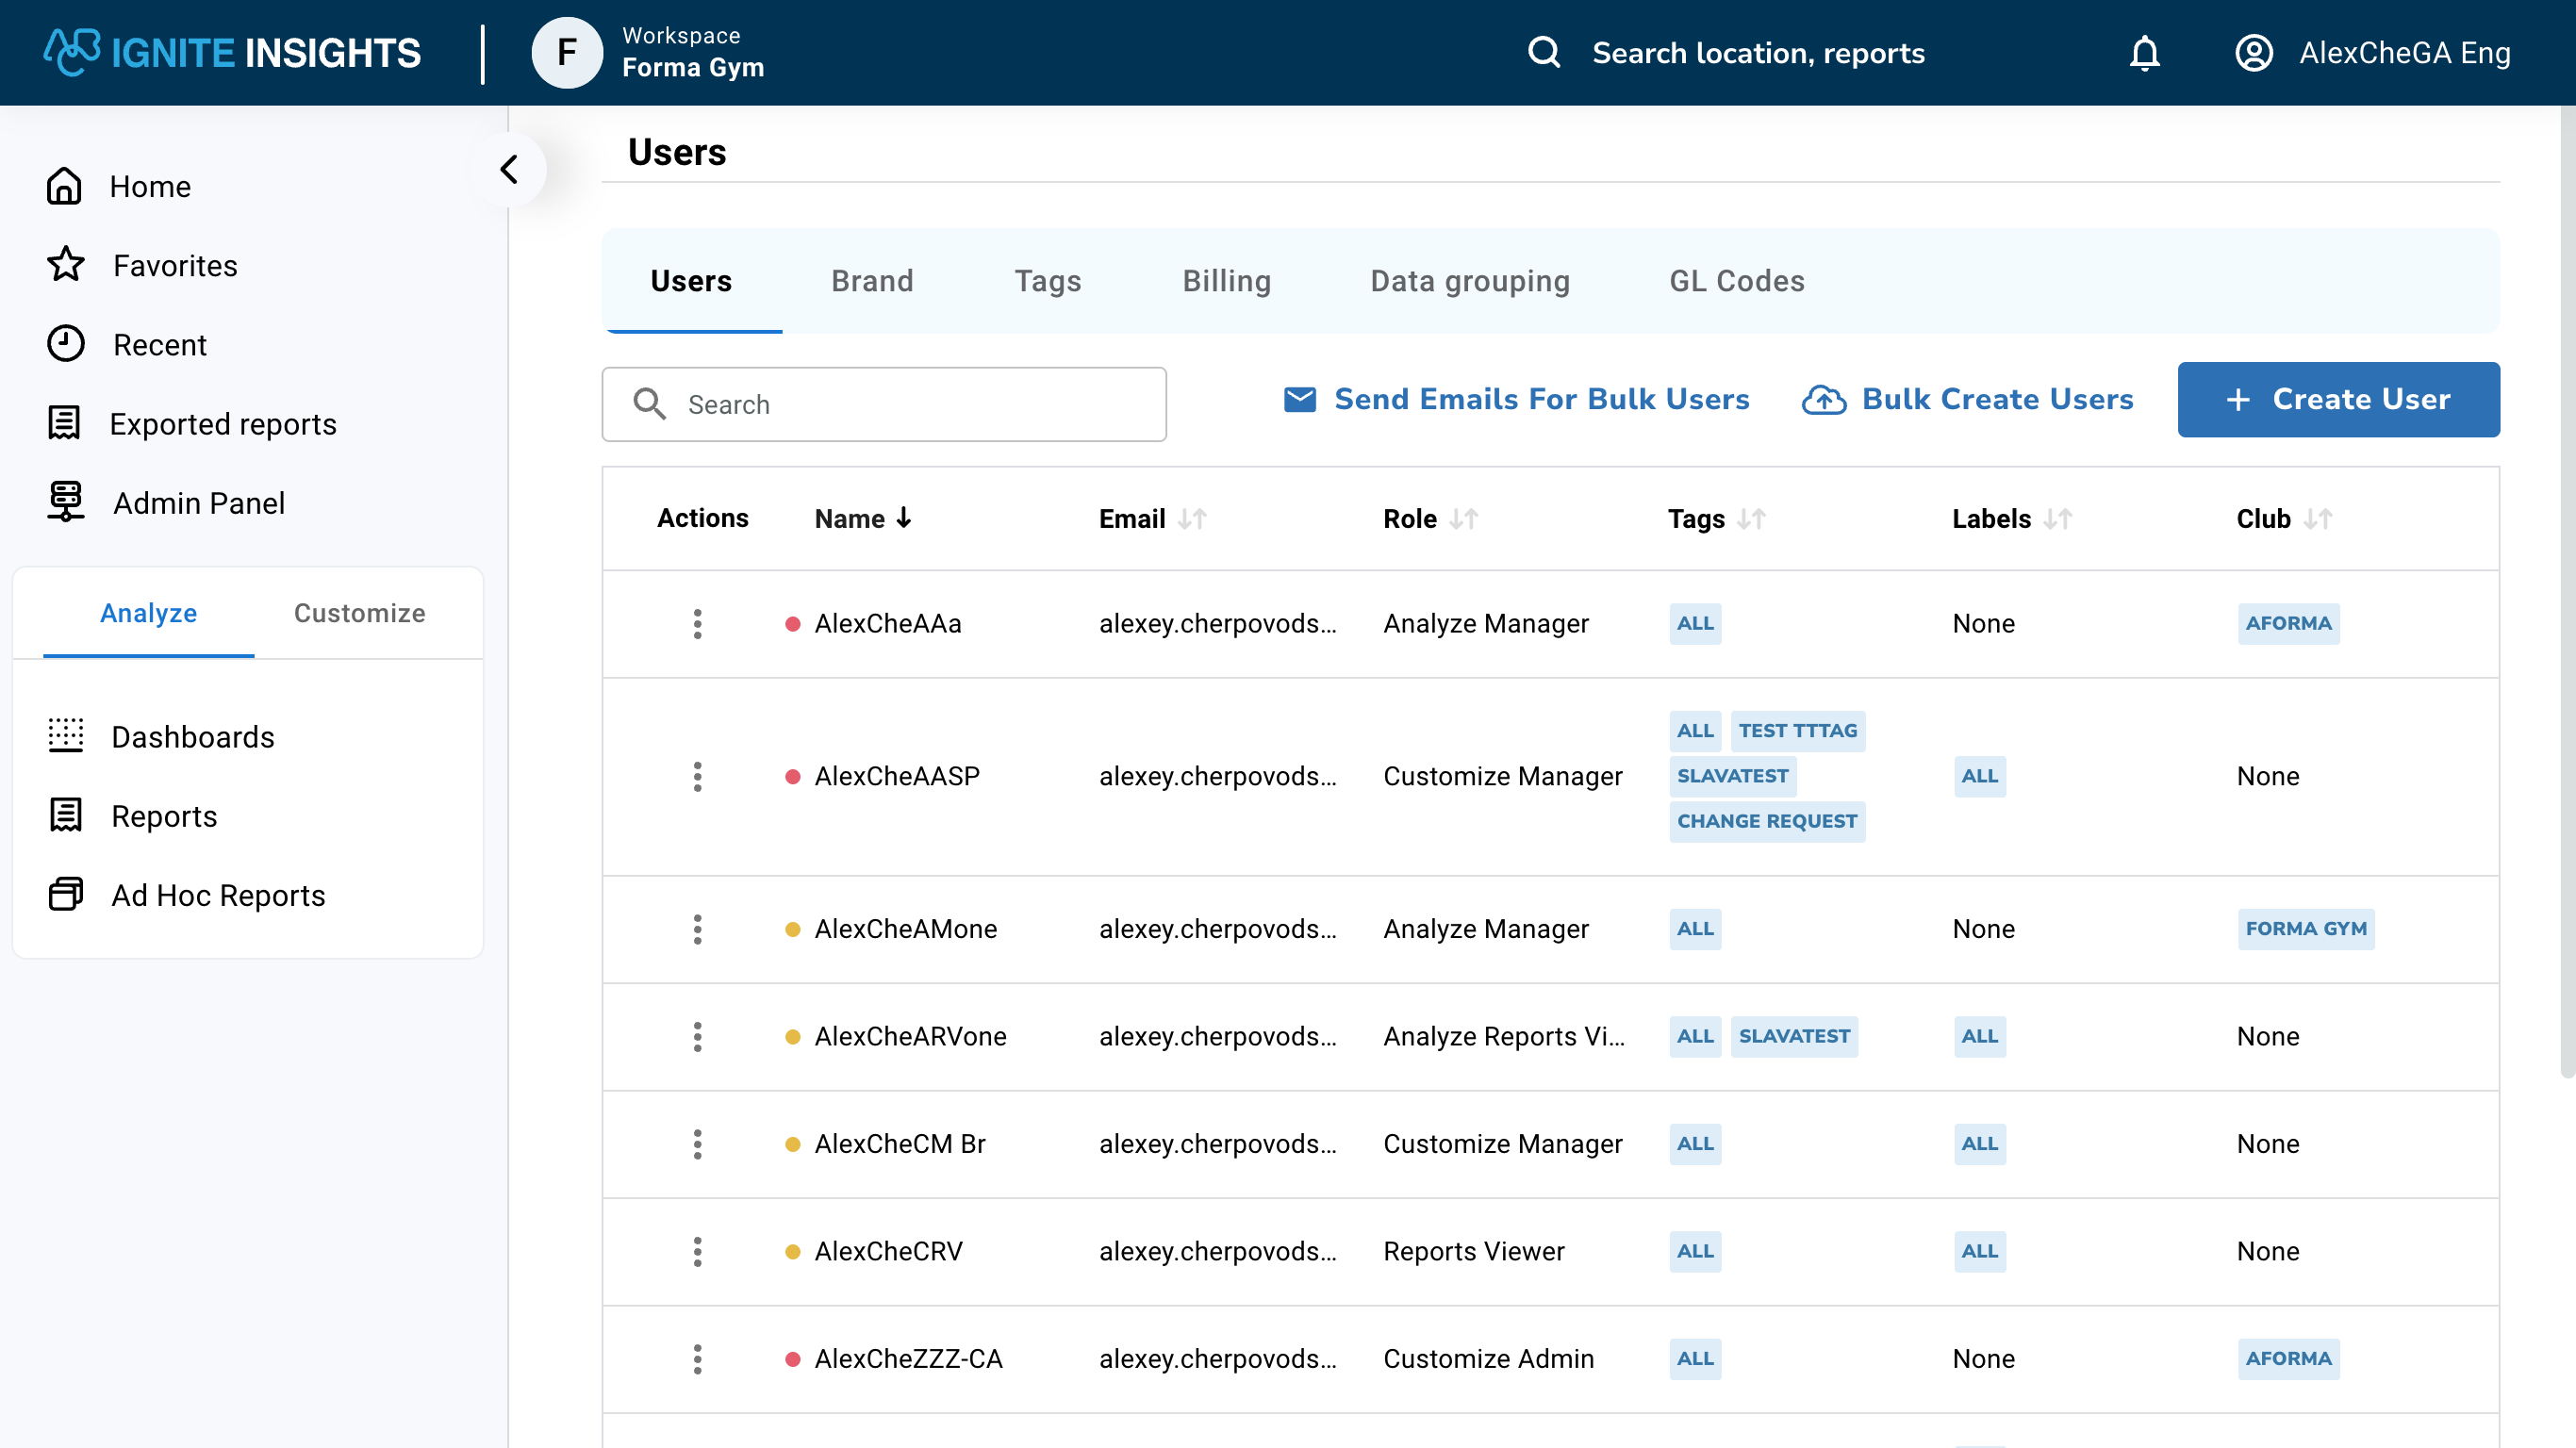 ABC IGNITE INSIGHTS
F
Workspace
Forma Gym
Search location, reports
AlexCheGA Eng
Home
Favorites
Recent
Exported reports
Admin Panel
Analyze Customize
Dashboards
Reports
Ad Hoc Reports
Users
Users Brand Tags Billing Data grouping GL Codes
Search
Send Emails For Bulk Users
Bulk Create Users
+ Create User
Actions Name Email Role Tags Labels Club
AlexCheAAa alexey.cherpovods... Analyze Manager ALL None AFORMA
AlexCheAASP alexey.cherpovods... Customize Manager ALL TEST TTTAG SLAVATEST CHANGE REQUEST ALL None
AlexCheAMone alexey.cherpovods... Analyze Manager ALL None FORMA GYM
AlexCheARVone alexey.cherpovods... Analyze Reports Vi... ALL SLAVATEST ALL None
AlexCheCM Br alexey.cherpovods... Customize Manager ALL ALL None
AlexCheCRV alexey.cherpovods... Reports Viewer ALL ALL None
AlexCheZZZ-CA alexey.cherpovods... Customize Admin ALL None AFORMA